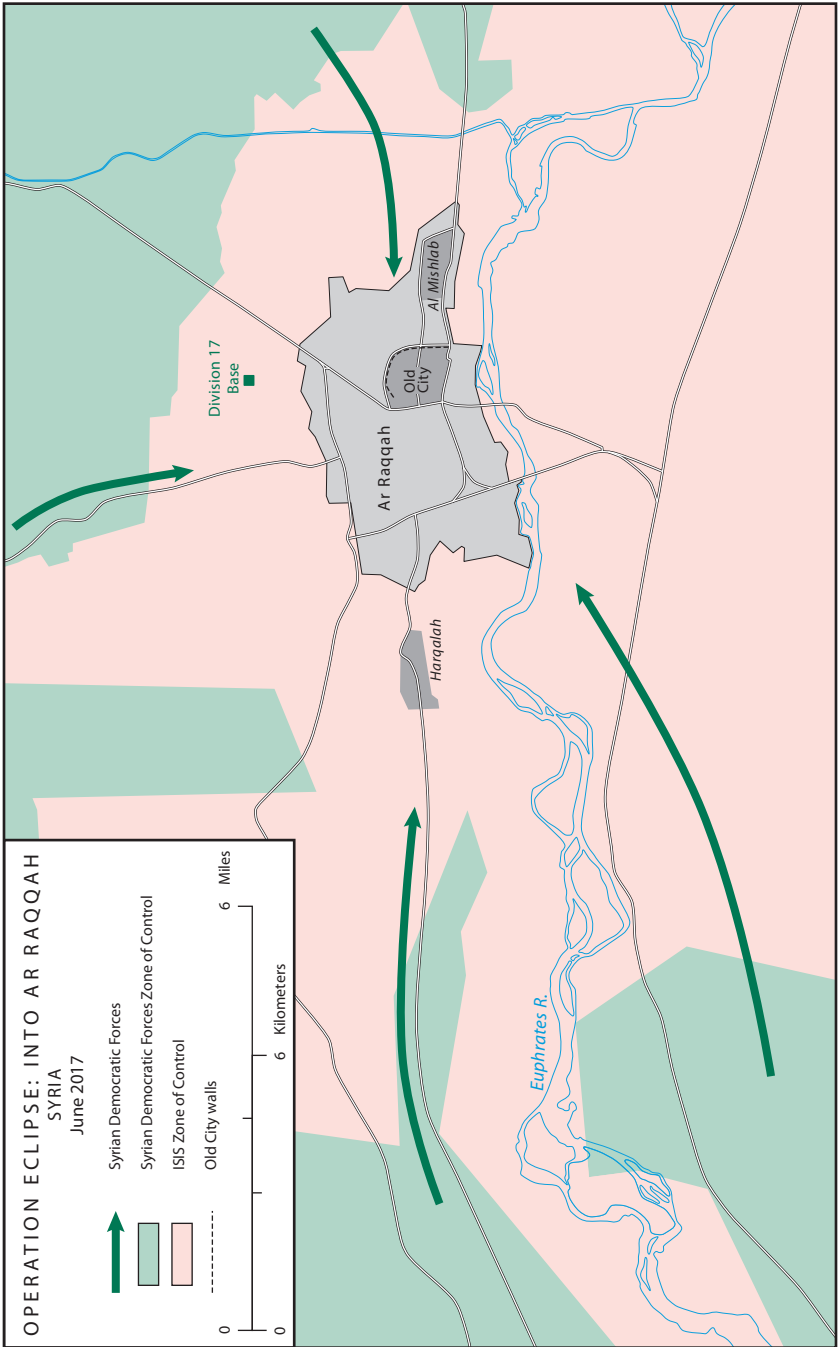 OPERATION ECLIPSE: INTO AR RAQQAH
SYRIA
June 2017
Syrian Democratic Forces
Syrian Democratic Forces Zone of Control
ISIS Zone of Control
Old City walls
0
6
Miles
0
6
Kilometers
Division 17
Base
Ar Raqqah
Old
City
Al Mishlab
Harqalah
Euphrates R.